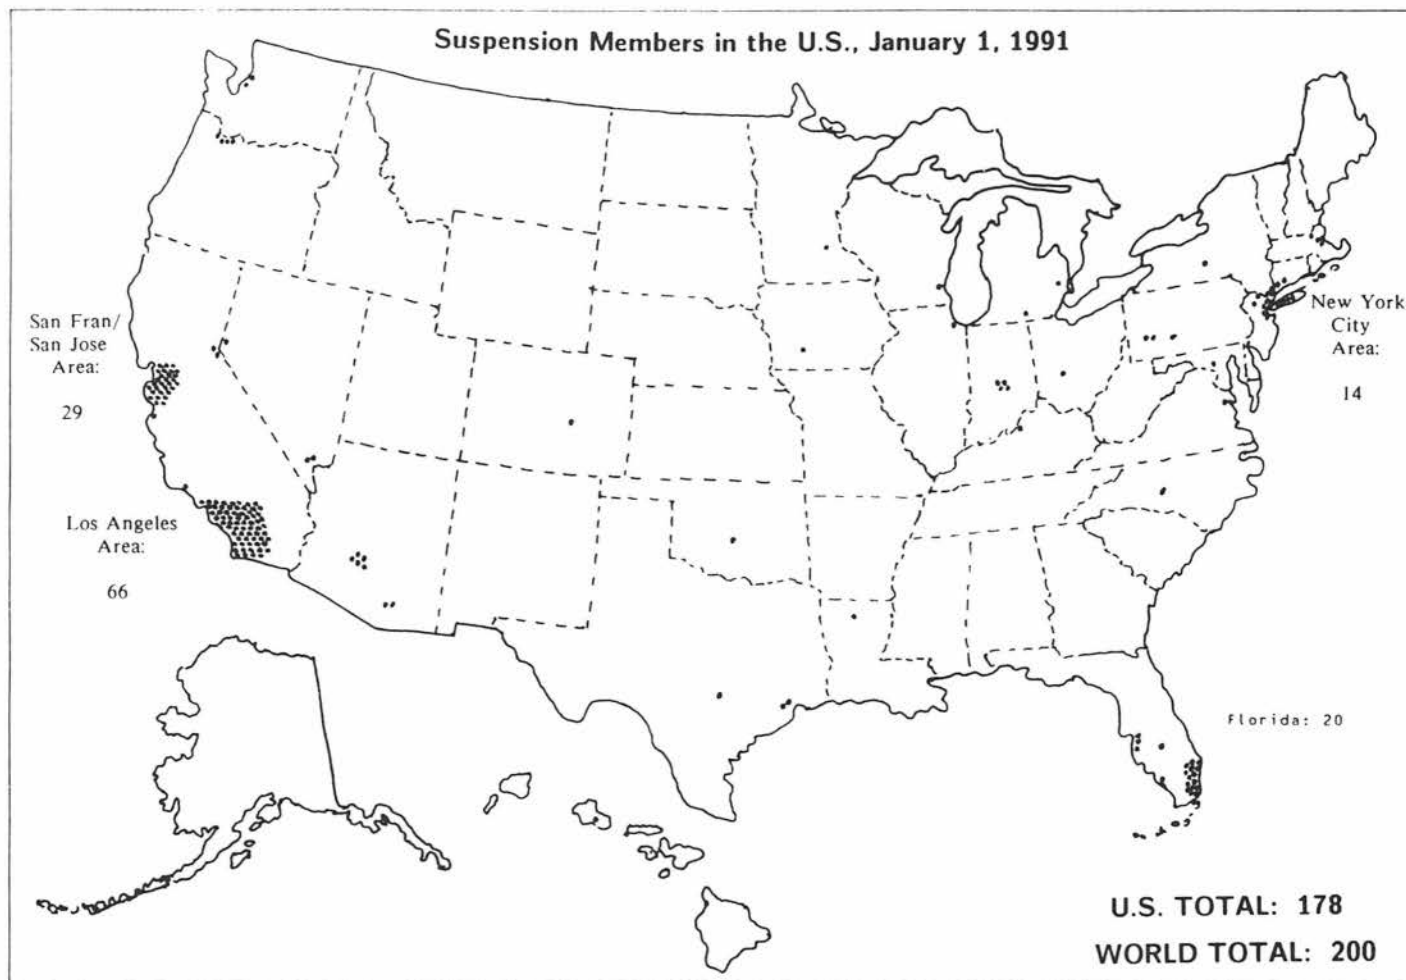 Suspension Members in the U.S., January 1, 1991
San Fran/
San Jose
Area:
29
New York
City
Area:
14
Los Angeles
Area:
66
Florida: 20
U.S. TOTAL: 178
WORLD TOTAL: 200